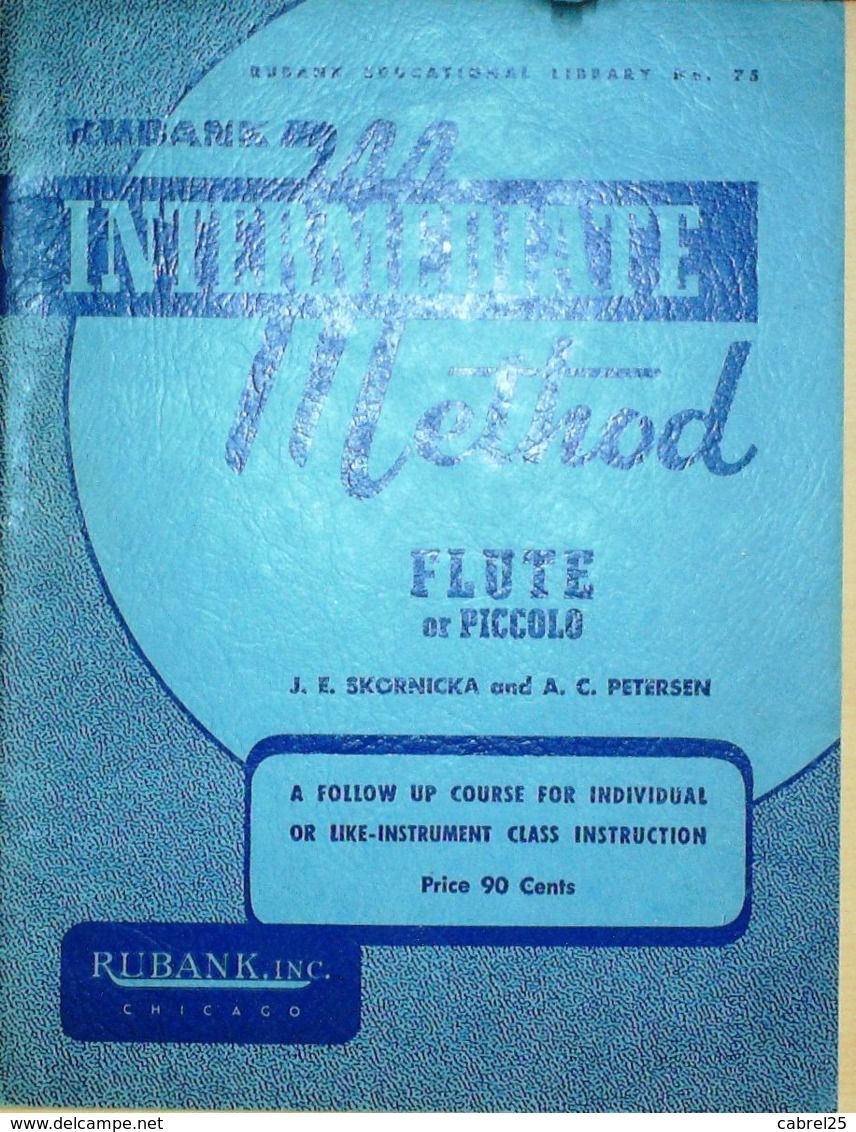 RUBANK EDUCATIONAL LIBRARY No. 75
RUBANK
INTERMEDIATE
Method
FLUTE
or PICCOLO
J. E. SKORNICKA and A. C. PETERSEN
A FOLLOW UP COURSE FOR INDIVIDUAL
OR LIKE-INSTRUMENT CLASS INSTRUCTION
Price 90 Cents
RUBANK, INC.
CHICAGO
www.delcampe.net
cabrel25